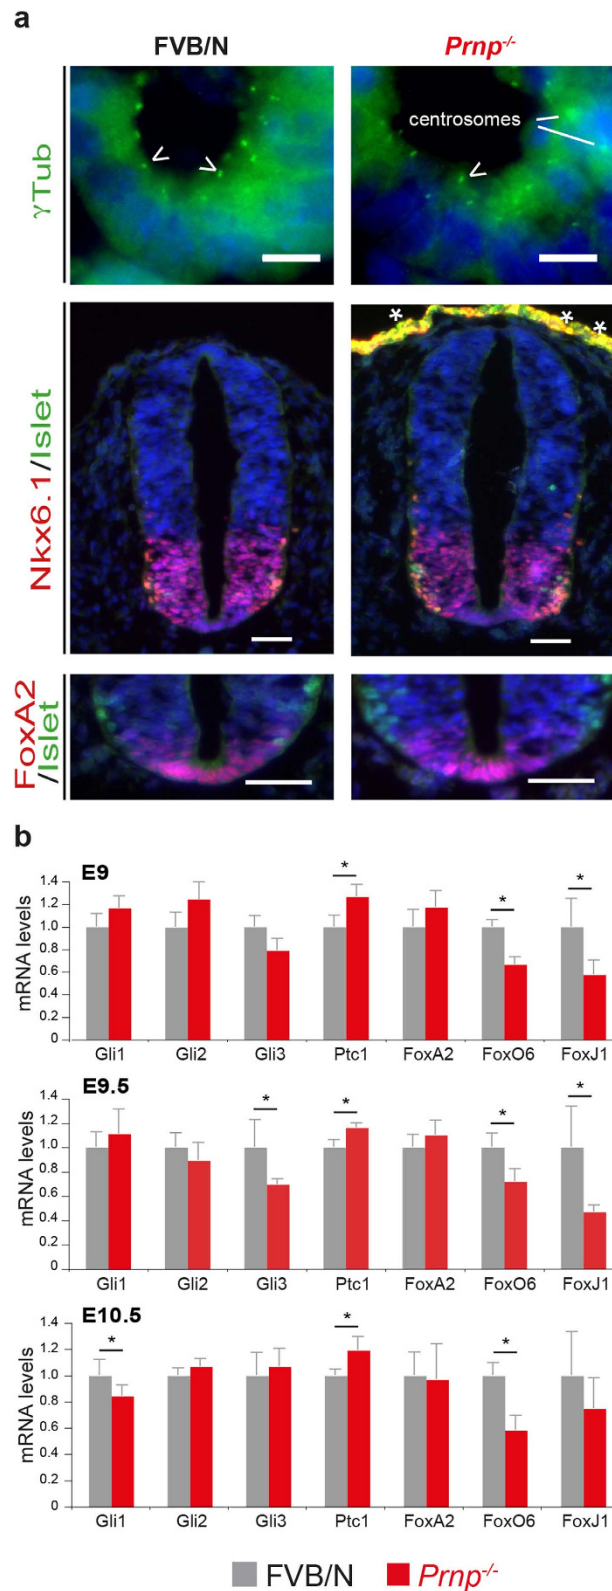 a
FVB/N
Prnp-/-
γTub
centrosomes
Nkx6.1/Islet
* * *
FoxA2
/Islet
b
E9
mRNA levels
1.4
1.2
1.0
0.8
0.6
0.4
0.2
0
* * *
Gli1 Gli2 Gli3 Ptc1 FoxA2 FoxO6 FoxJ1
E9.5
mRNA levels
1.4
1.2
1.0
0.8
0.6
0.4
0.2
0
* * * *
Gli1 Gli2 Gli3 Ptc1 FoxA2 FoxO6 FoxJ1
E10.5
mRNA levels
1.4
1.2
1.0
0.8
0.6
0.4
0.2
0
* * *
Gli1 Gli2 Gli3 Ptc1 FoxA2 FoxO6 FoxJ1
FVB/N Prnp-/-